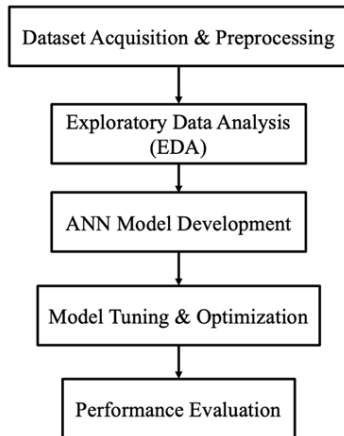 Dataset Acquisition & Preprocessing
Exploratory Data Analysis
(EDA)
ANN Model Development
Model Tuning & Optimization
Performance Evaluation